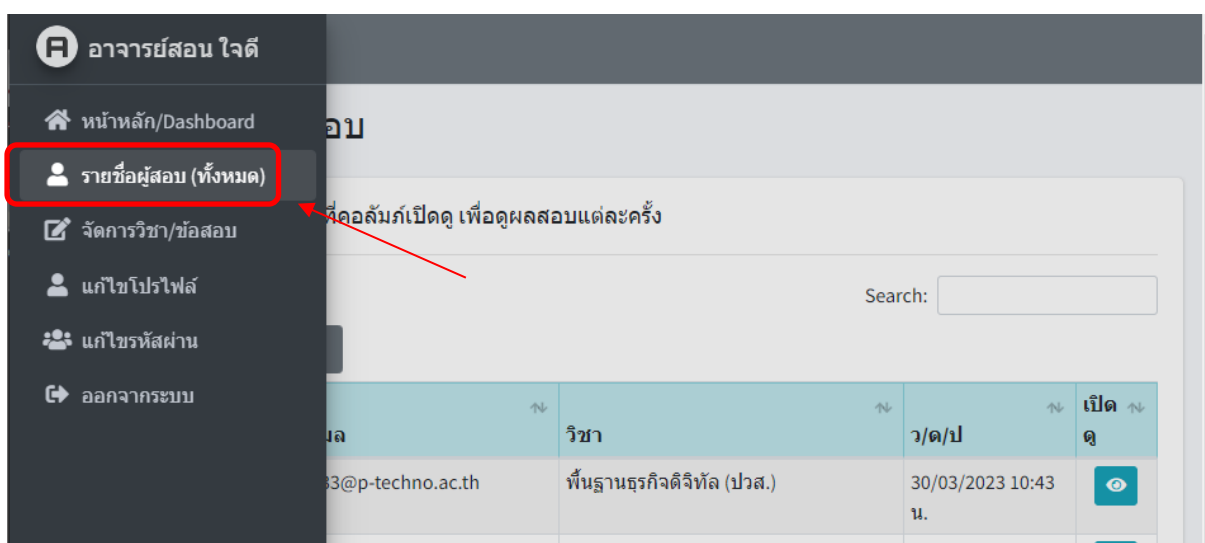 อาจารย์สอน ใจดี
หน้าหลัก/Dashboard
รายชื่อผู้สอบ (ทั้งหมด)
จัดการวิชา/ข้อสอบ
แก้ไขโปรไฟล์
แก้ไขรหัสผ่าน
ออกจากระบบ
อบ
ที่คอลัมภ์เปิดดู เพื่อดูผลสอบแต่ละครั้ง
Search:
มล
วิชา
ว/ด/ป
เปิด
ดู
33@p-techno.ac.th
พื้นฐานธุรกิจดิจิทัล (ปวส.)
30/03/2023 10:43
น.